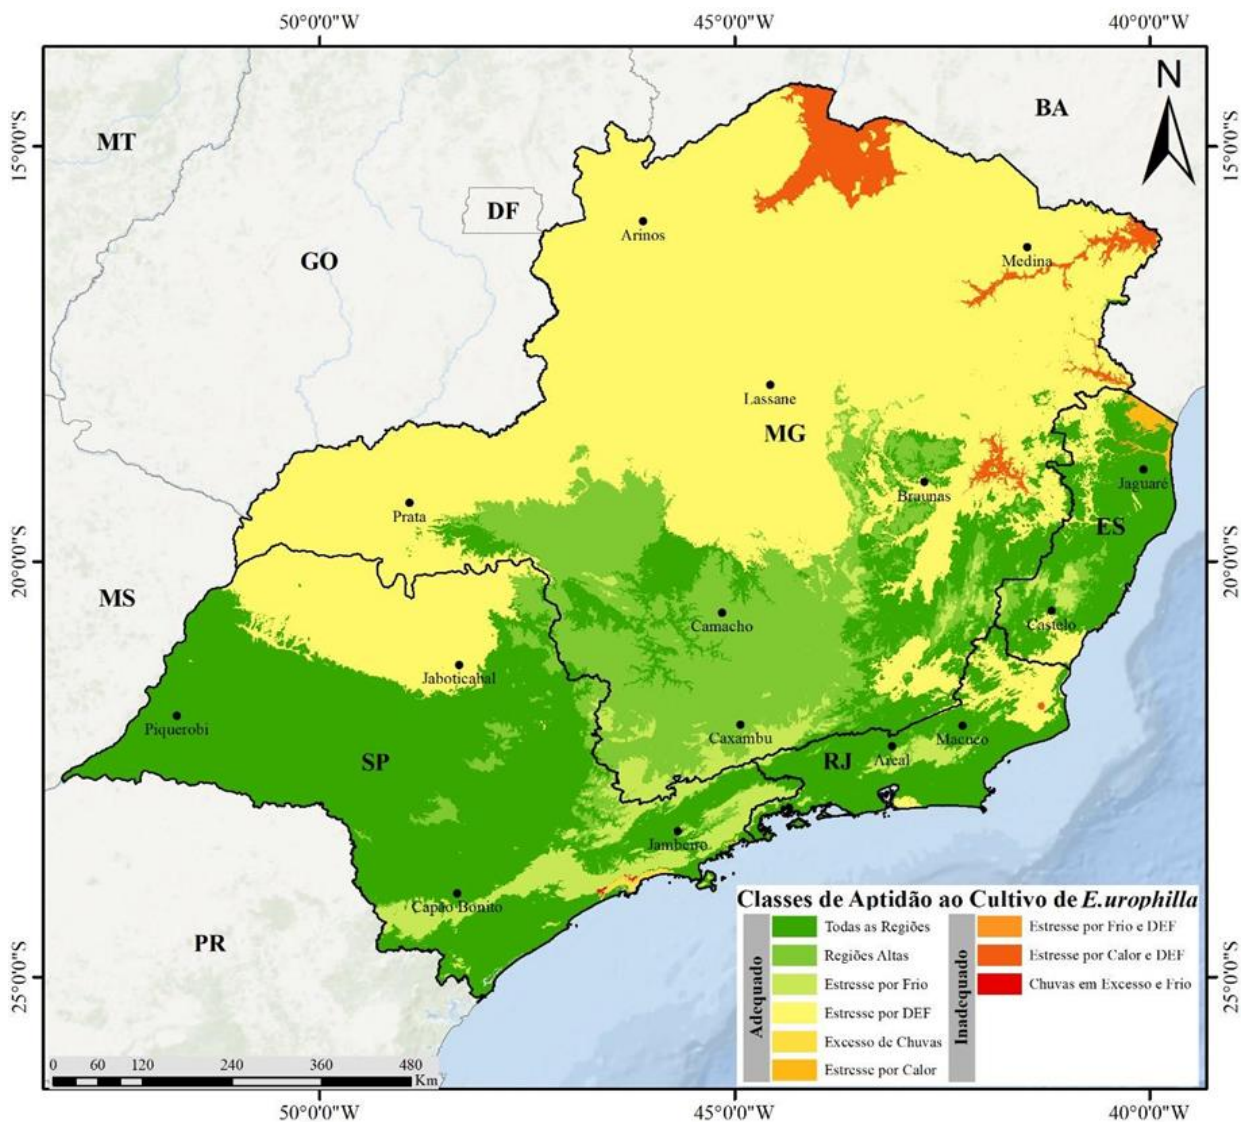 50°0'0"W 45°0'0"W 40°0'0"W
N
BA
MT
15°0'0"S 15°0'0"S
DF
Arinos
GO
Medina
Lassane
MG
Jaguaré
Braunas
Prata
ES
20°0'0"S 20°0'0"S
MS
Castelo
Camacho
Jaboticabal
Piquerobi
Caxambu
Macuco
SP
RJ
Areal
Jambeiro
Capão Bonito
PR
25°0'0"S 25°0'0"S
Classes de Aptidão ao Cultivo de E.urophilla
Adequado
Todas as Regiões
Regiões Altas
Estresse por Frio
Estresse por DEF
Excesso de Chuvas
Estresse por Calor
Inadequado
Estresse por Frio e DEF
Estresse por Calor e DEF
Chuvas em Excesso e Frio
0 60 120 240 360 480
Km
50°0'0"W 45°0'0"W 40°0'0"W